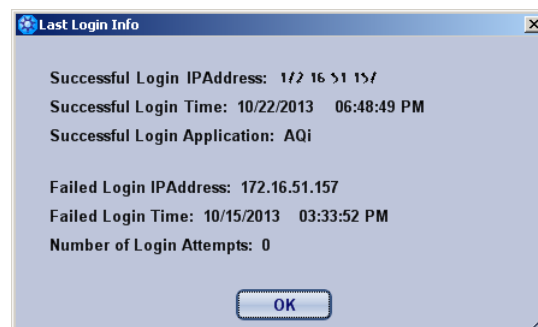 Last Login Info
Successful Login IPAddress:
Successful Login Time: 10/22/2013 06:48:49 PM
Successful Login Application: AQi
Failed Login IPAddress: 172.16.51.157
Failed Login Time: 10/15/2013 03:33:52 PM
Number of Login Attempts: 0
OK